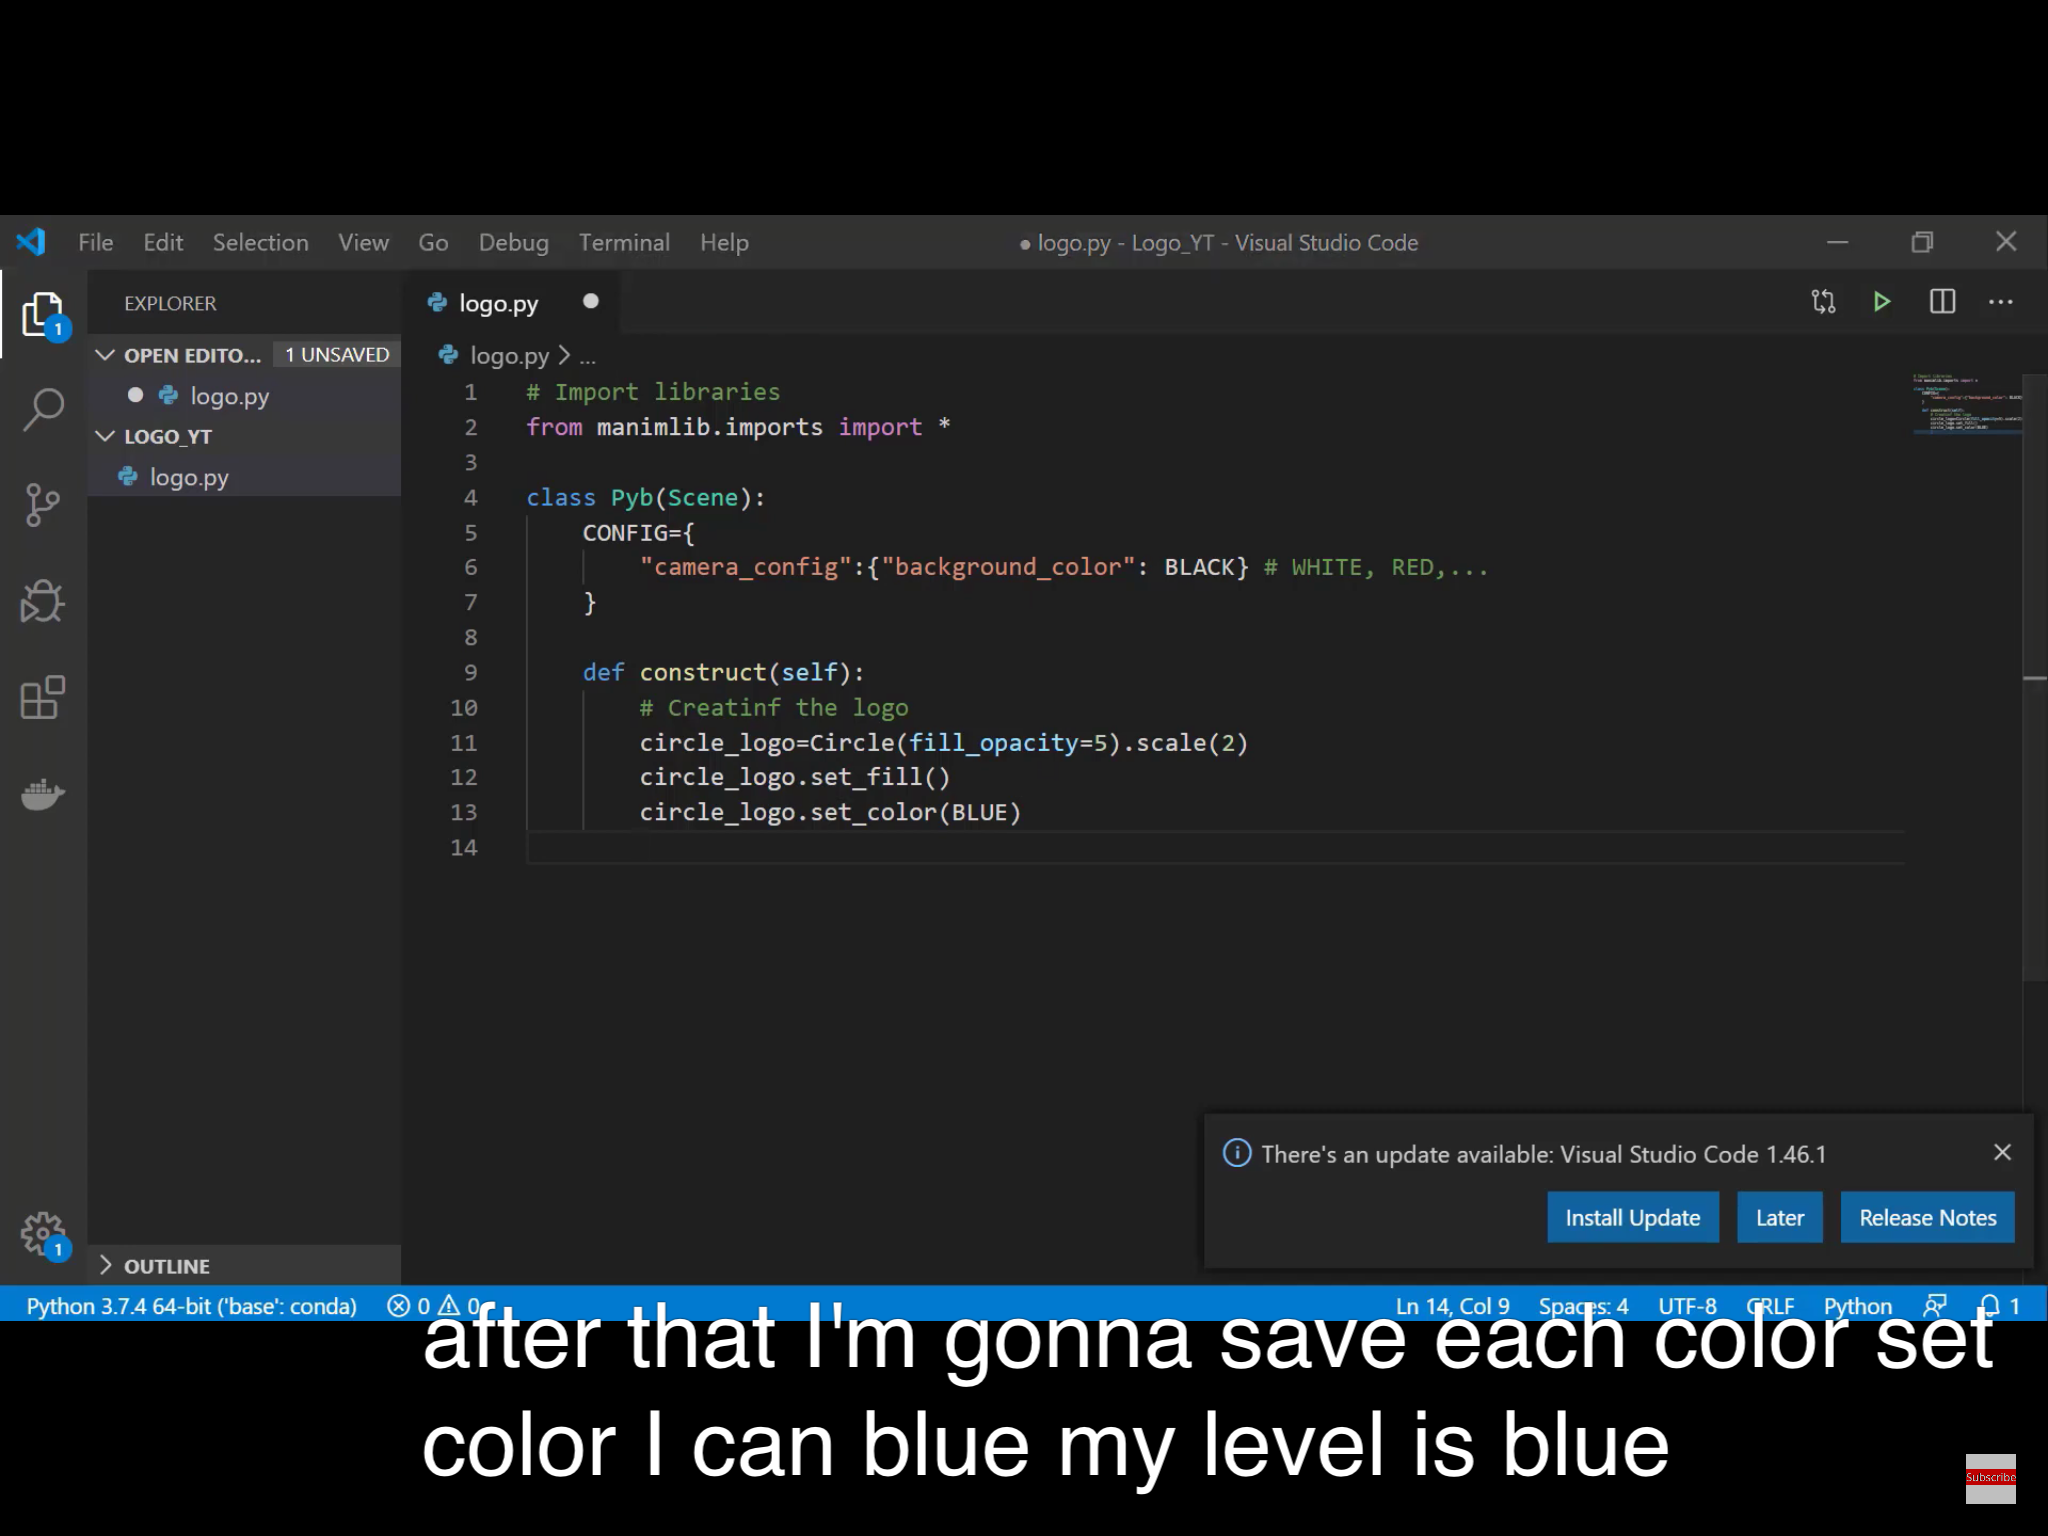 File Edit Selection View Go Debug Terminal Help ● logo.py - Logo_YT - Visual Studio Code
EXPLORER
logo.py
OPEN EDITO... 1 UNSAVED
logo.py > ...
logo.py
LOGO_YT
logo.py
1 # Import libraries
2 from manimlib.imports import *
3
4 class Pyb(Scene):
5 CONFIG={
6 "camera_config":{"background_color": BLACK} # WHITE, RED,...
7 }
8
9 def construct(self):
10 # Creatinf the logo
11 circle_logo=Circle(fill_opacity=5).scale(2)
12 circle_logo.set_fill()
13 circle_logo.set_color(BLUE)
14
There's an update available: Visual Studio Code 1.46.1
Install Update Later Release Notes
1
OUTLINE
Python 3.7.4 64-bit ('base': conda) 0 0 Ln 14, Col 9 Spaces: 4 UTF-8 CRLF Python 1
after that I'm gonna save each color set
color I can blue my level is blue
Subscribe